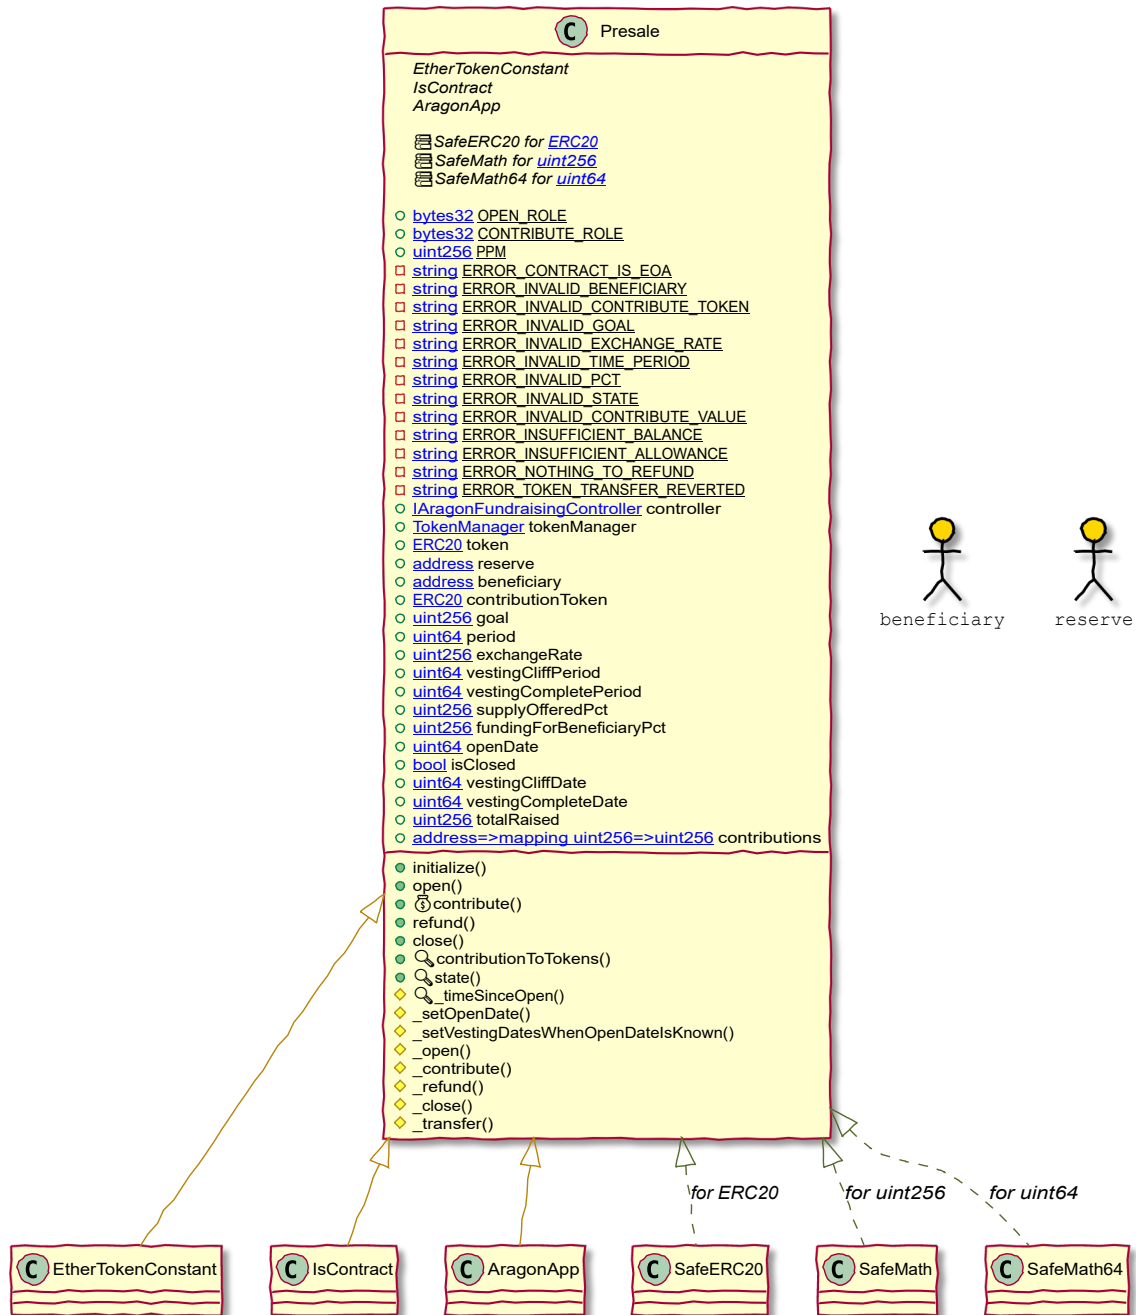 C Presale
EtherTokenConstant
IsContract
AragonApp
SafeERC20 for ERC20
SafeMath for uint256
SafeMath64 for uint64
bytes32 OPEN_ROLE
bytes32 CONTRIBUTE_ROLE
uint256 PPM
string ERROR_CONTRACT_IS_EOA
string ERROR_INVALID_BENEFICIARY
string ERROR_INVALID_CONTRIBUTE_TOKEN
string ERROR_INVALID_GOAL
string ERROR_INVALID_EXCHANGE_RATE
string ERROR_INVALID_TIME_PERIOD
string ERROR_INVALID_PCT
string ERROR_INVALID_STATE
string ERROR_INVALID_CONTRIBUTE_VALUE
string ERROR_INSUFFICIENT_BALANCE
string ERROR_INSUFFICIENT_ALLOWANCE
string ERROR_NOTHING_TO_REFUND
string ERROR_TOKEN_TRANSFER_REVERTED
IAragonFundraisingController controller
TokenManager tokenManager
ERC20 token
address reserve
address beneficiary
ERC20 contributionToken
uint256 goal
uint64 period
uint256 exchangeRate
uint64 vestingCliffPeriod
uint64 vestingCompletePeriod
uint256 supplyOfferedPct
uint256 fundingForBeneficiaryPct
uint64 openDate
bool isClosed
uint64 vestingCliffDate
uint64 vestingCompleteDate
uint256 totalRaised
address=>mapping uint256=>uint256 contributions
initialize()
open()
contribute()
refund()
close()
contributionToTokens()
state()
_timeSinceOpen()
_setOpenDate()
_setVestingDatesWhenOpenDateIsKnown()
_open()
_contribute()
_refund()
_close()
_transfer()
beneficiary
reserve
for ERC20
for uint256
for uint64
C EtherTokenConstant
C IsContract
C AragonApp
C SafeERC20
C SafeMath
C SafeMath64